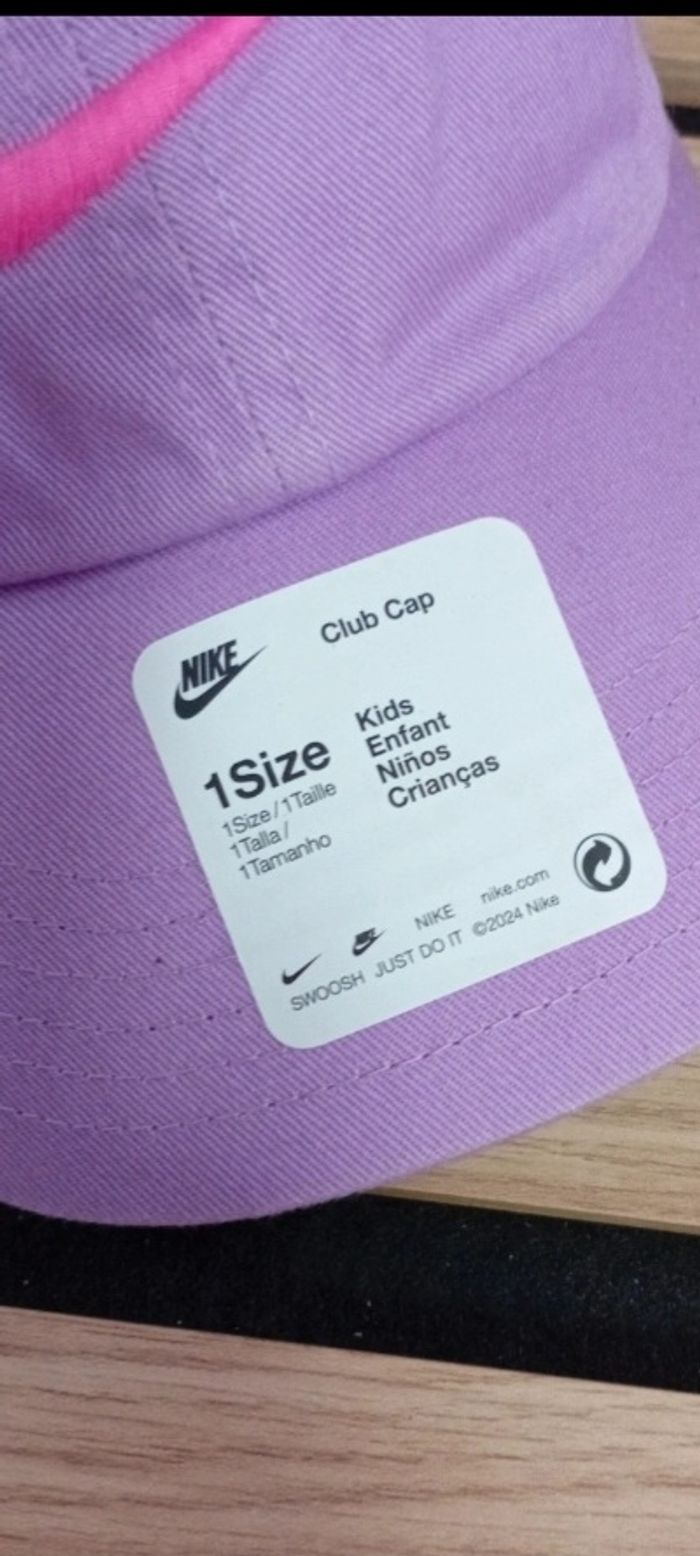 NIKE
Club Cap
1Size
1Size / 1Taille
1Talla /
1Tamanho
Kids
Enfant
Niños
Crianças
NIKE nike.com
SWOOSH JUST DO IT ©2024 Nike